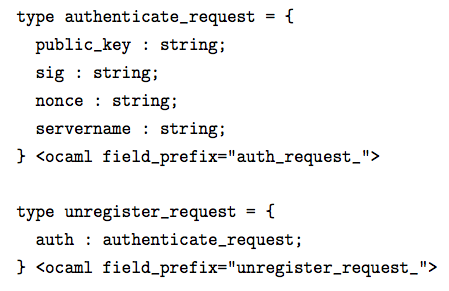 type authenticate_request = {
  public_key : string;
  sig : string;
  nonce : string;
  servername : string;
} <ocaml field_prefix="auth_request_">

type unregister_request = {
  auth : authenticate_request;
} <ocaml field_prefix="unregister_request_">